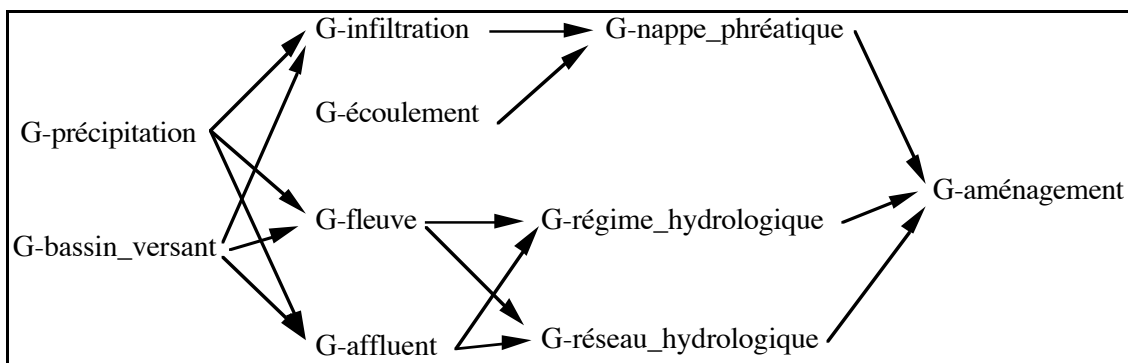 G-infiltration
G-nappe_phréatique
G-écoulement
G-précipitation
G-aménagement
G-fleuve
G-régime_hydrologique
G-bassin_versant
G-affluent
G-réseau_hydrologique